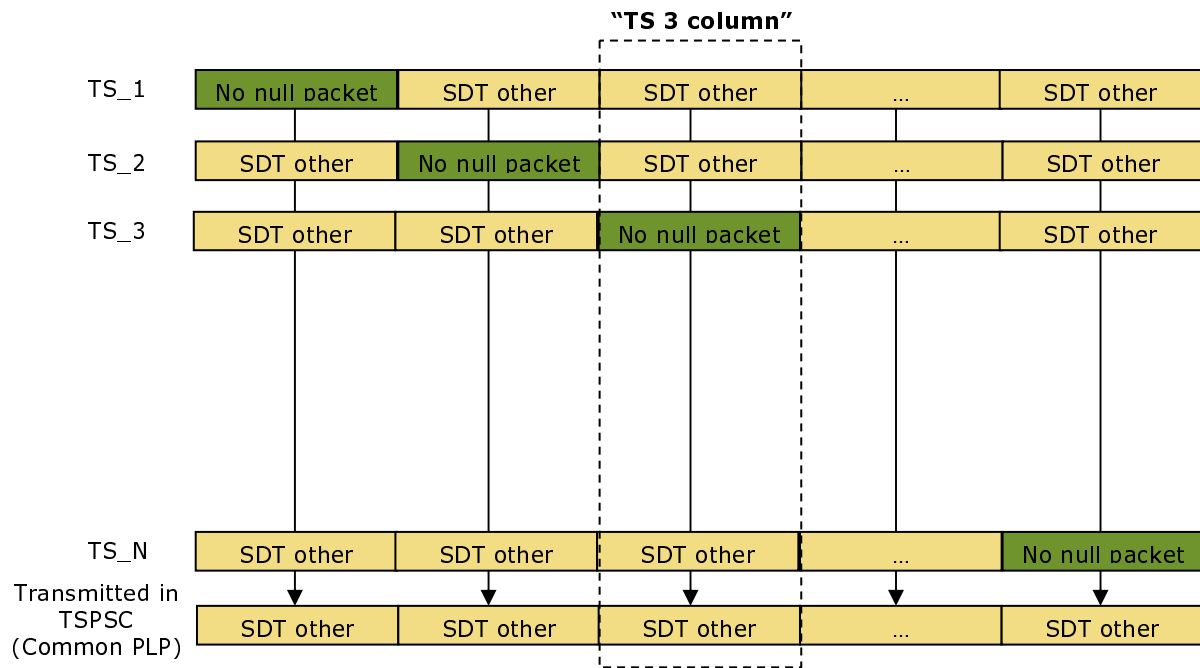 “TS 3 column”
TS_1 No null packet SDT other SDT other ... SDT other
TS_2 SDT other No null packet SDT other ... SDT other
TS_3 SDT other SDT other No null packet ... SDT other
TS_N SDT other SDT other SDT other ... No null packet
Transmitted in
TSPSC
(Common PLP)
SDT other SDT other SDT other ... SDT other